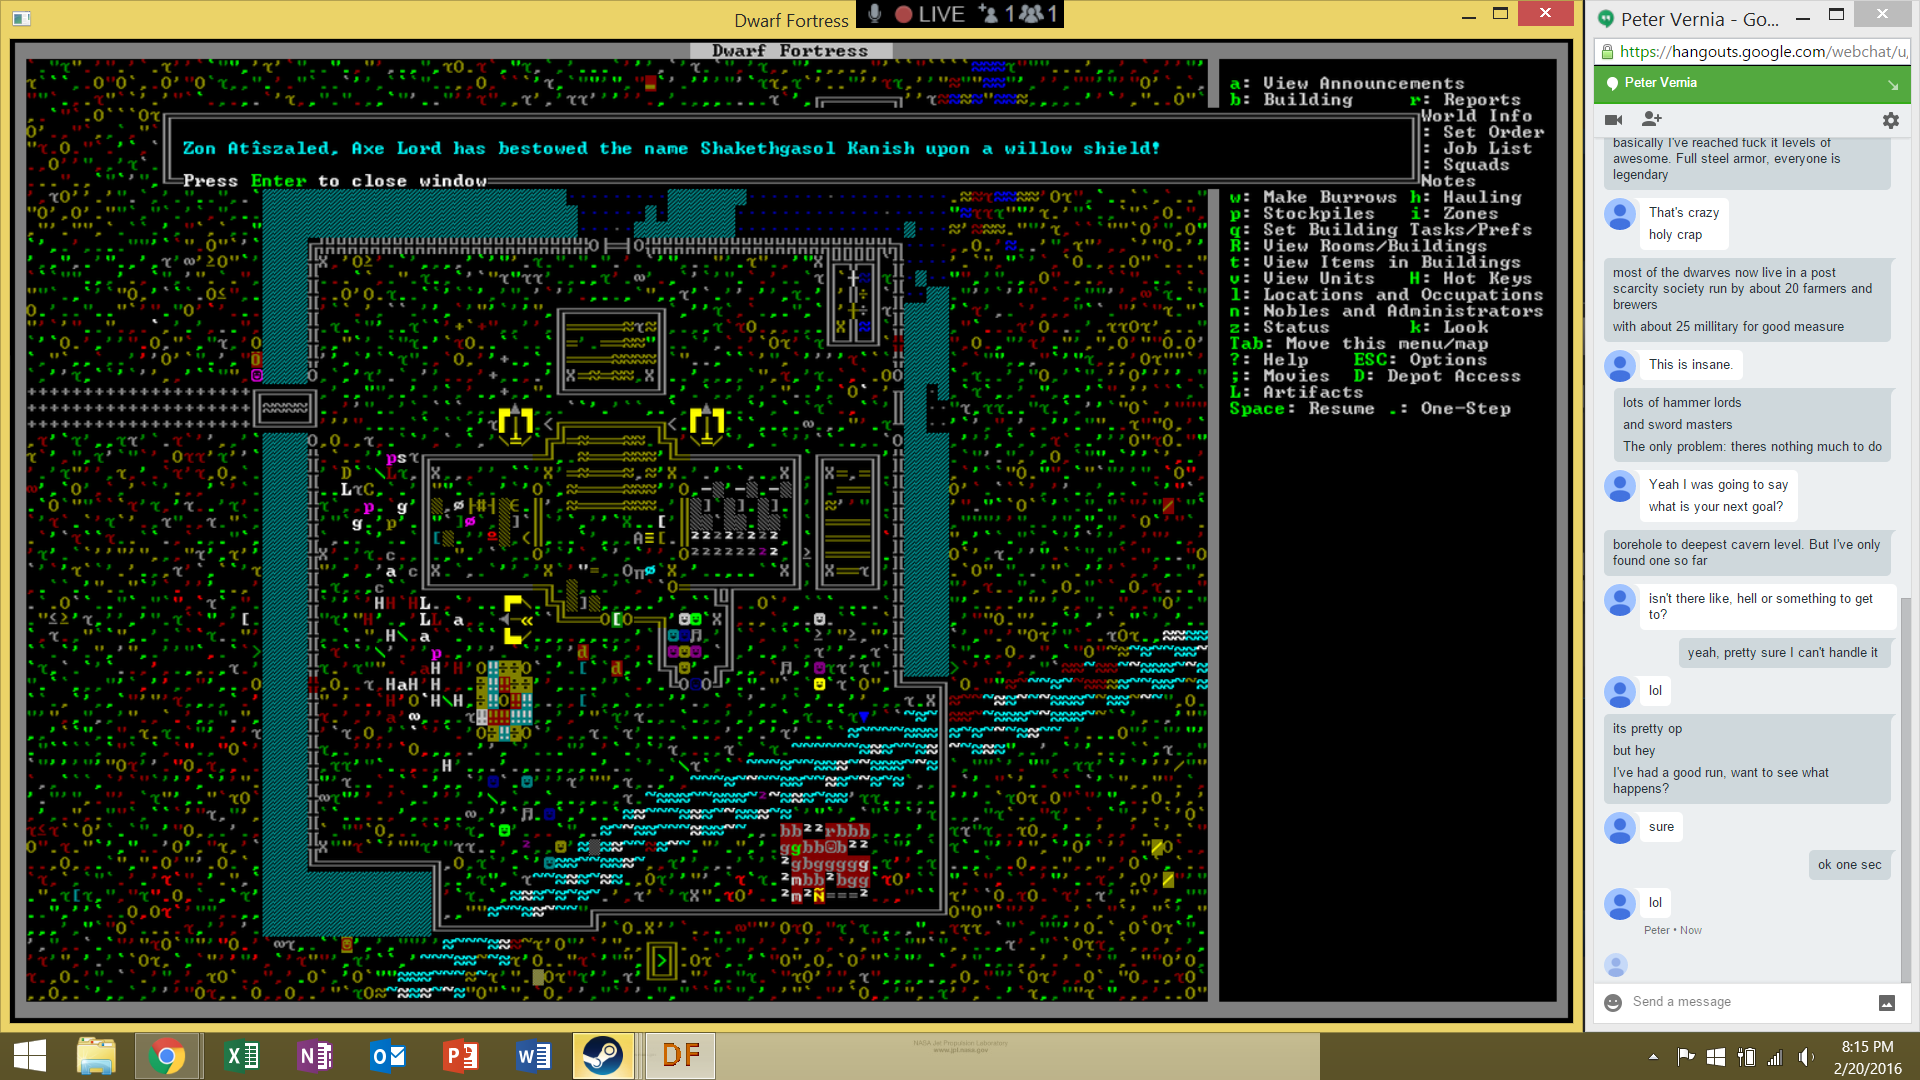 Dwarf Fortress
LIVE
1
1
Dwarf Fortress
Zon Atîszaled, Axe Lord has bestowed the name Shakethgasol Kanish upon a willow shield!
Press Enter to close window
a: View Announcements
b: Building r: Reports
World Info
: Set Order
: Job List
: Squads
Notes
w: Make Burrows h: Hauling
p: Stockpiles i: Zones
q: Set Building Tasks/Prefs
R: View Rooms/Buildings
t: View Items in Buildings
v: View Units H: Hot Keys
l: Locations and Occupations
n: Nobles and Administrators
z: Status k: Look
Tab: Move this menu/map
?: Help ESC: Options
;: Movies D: Depot Access
L: Artifacts
Space: Resume .: One-Step
Peter Vernia - Go...
https://hangouts.google.com/webchat/u,
Peter Vernia
basically I've reached fuck it levels of
awesome. Full steel armor, everyone is
legendary
That's crazy
holy crap
most of the dwarves now live in a post
scarcity society run by about 20 farmers and
brewers
with about 25 millitary for good measure
This is insane.
lots of hammer lords
and sword masters
The only problem: theres nothing much to do
Yeah I was going to say
what is your next goal?
borehole to deepest cavern level. But I've only
found one so far
isn't there like, hell or something to get
to?
yeah, pretty sure I can't handle it
lol
its pretty op
but hey
I've had a good run, want to see what
happens?
sure
ok one sec
lol
Peter • Now
Send a message
NASA Jet Propulsion Laboratory
www.jpl.nasa.gov
DF
8:15 PM
2/20/2016